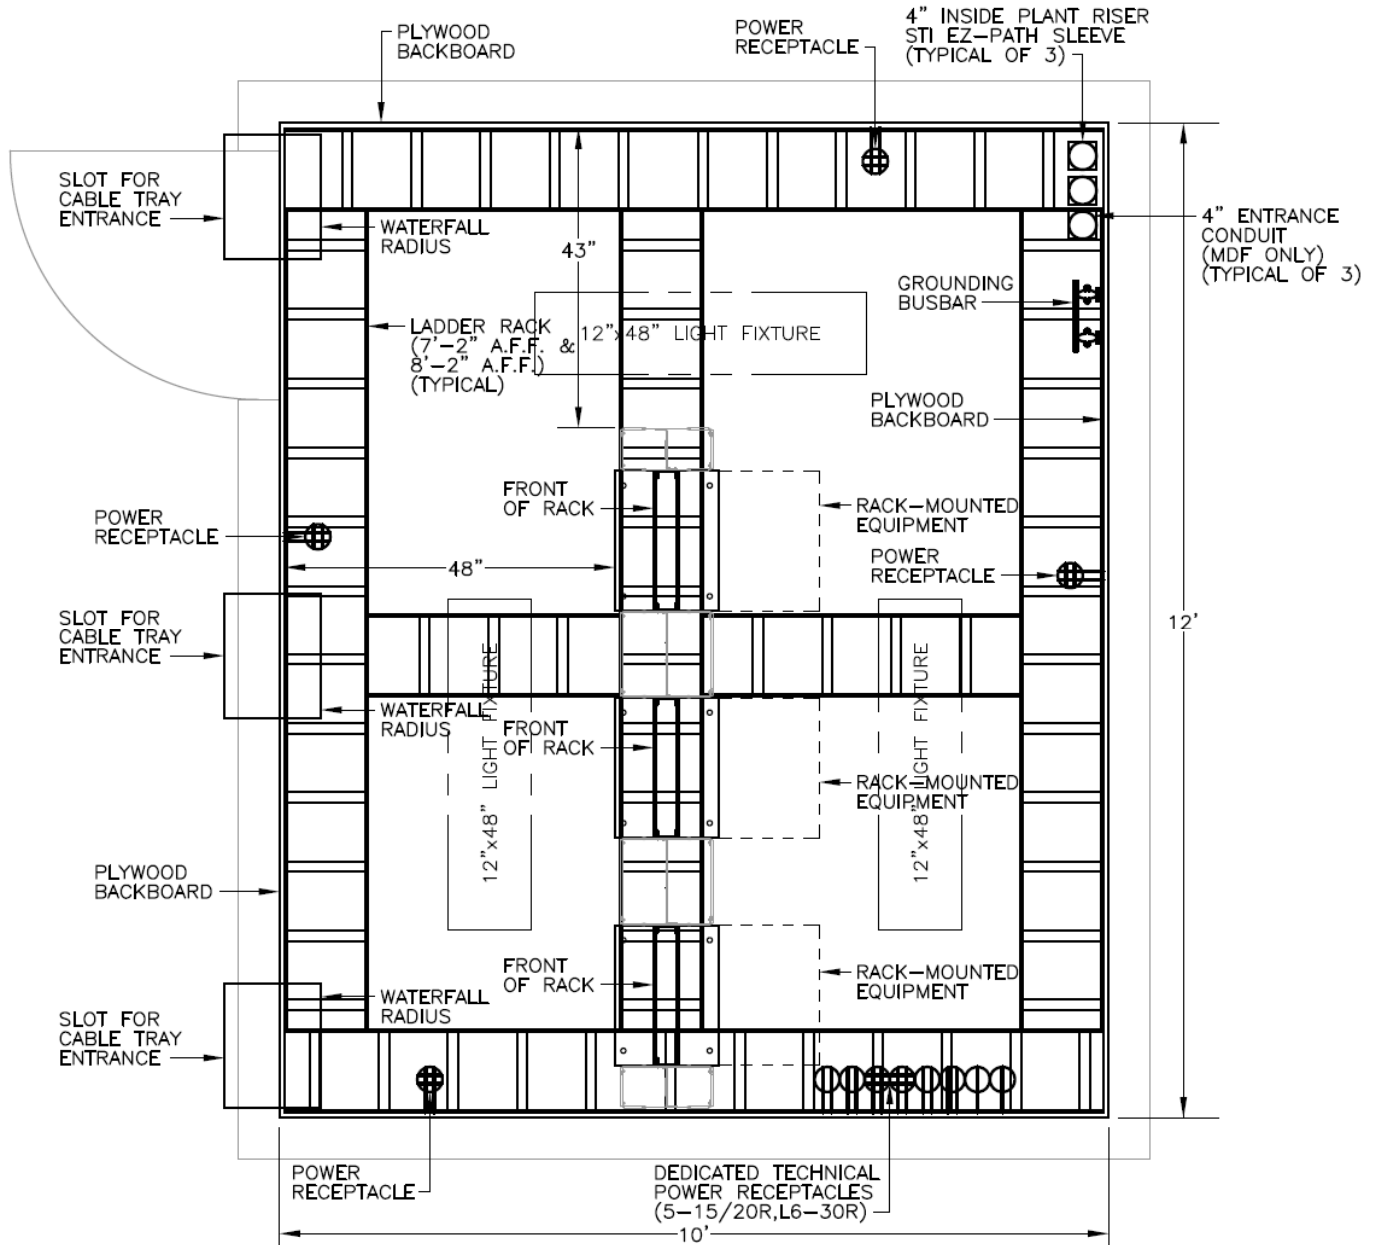 PLYWOOD
BACKBOARD
POWER
RECEPTACLE
4" INSIDE PLANT RISER
STI EZ-PATH SLEEVE
(TYPICAL OF 3)
SLOT FOR
CABLE TRAY
ENTRANCE
WATERFALL
RADIUS
43"
4" ENTRANCE
CONDUIT
(MDF ONLY)
(TYPICAL OF 3)
GROUNDING
BUSBAR
LADDER RACK
(7'-2" A.F.F. &
8'-2" A.F.F.)
(TYPICAL)
12"x48" LIGHT FIXTURE
PLYWOOD
BACKBOARD
FRONT
OF RACK
RACK-MOUNTED
EQUIPMENT
POWER
RECEPTACLE
POWER
RECEPTACLE
48"
SLOT FOR
CABLE TRAY
ENTRANCE
12'
WATERFALL
RADIUS
12"x48" LIGHT FIXTURE
FRONT
OF RACK
12"x48" LIGHT FIXTURE
RACK-MOUNTED
EQUIPMENT
PLYWOOD
BACKBOARD
FRONT
OF RACK
RACK-MOUNTED
EQUIPMENT
WATERFALL
RADIUS
SLOT FOR
CABLE TRAY
ENTRANCE
POWER
RECEPTACLE
DEDICATED TECHNICAL
POWER RECEPTACLES
(5-15/20R,L6-30R)
10'